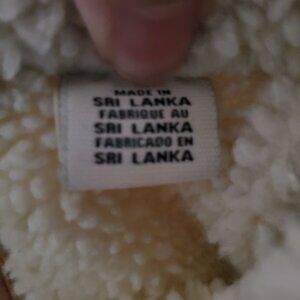 MADE IN
SRI LANKA
FABRIQUE AU
SRI LANKA
FABRICADO EN
SRI LANKA